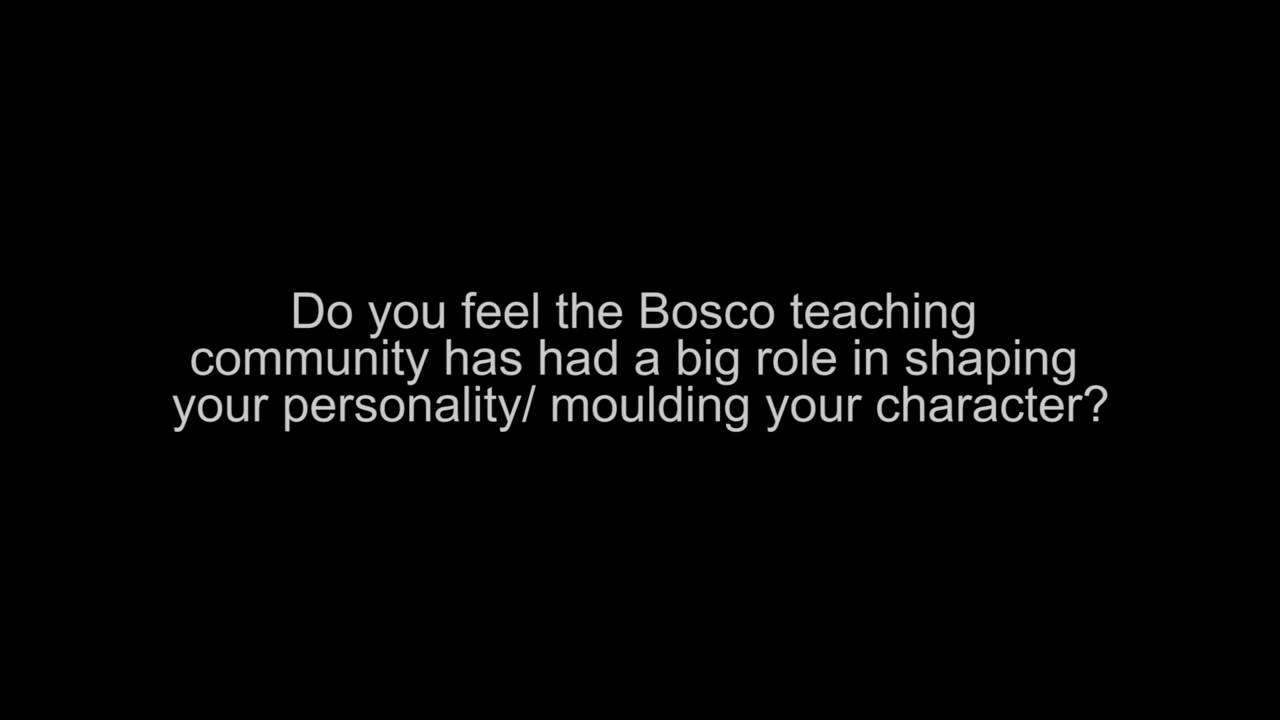 Do you feel the Bosco teaching
community has had a big role in shaping
your personality/ moulding your character?